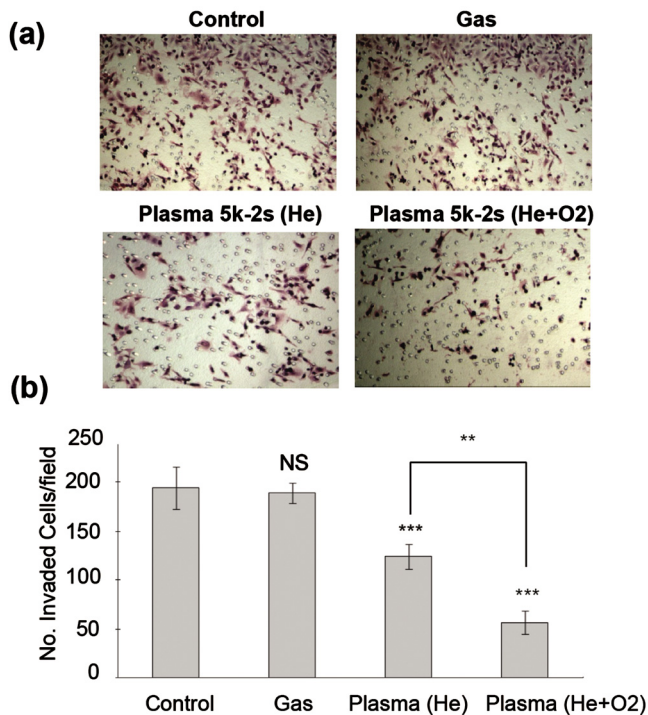 (a)
Control
Gas
Plasma 5k-2s (He)
Plasma 5k-2s (He+O2)
(b)
No. Invaded Cells/field
250
200
150
100
50
0
NS
***
**
***
Control
Gas
Plasma (He)
Plasma (He+O2)